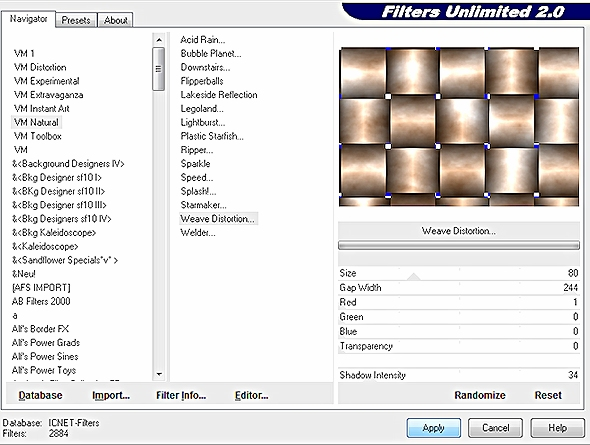 Filters Unlimited 2.0
Navigator Presets About
VM 1
VM Distortion
VM Experimental
VM Extravaganza
VM Instant Art
VM Natural
VM Toolbox
VM
&<Background Designers IV>
&<Bkg Designer sf10 I>
&<Bkg Designer sf10 II>
&<Bkg Designer sf10 III>
&<Bkg Designers sf10 IV>
&<Bkg Kaleidoscope>
&<Kaleidoscope>
&<Sandflower Specials"v" >
&Neu!
[AFS IMPORT]
AB Filters 2000
a
Alf's Border FX
Alf's Power Grads
Alf's Power Sines
Alf's Power Toys
Acid Rain...
Bubble Planet...
Downstairs...
Flipperballs
Lakeside Reflection
Legoland...
Lightburst...
Plastic Starfish...
Ripper...
Sparkle
Speed...
Splash!...
Starmaker...
Weave Distortion...
Welder...
Weave Distortion...
Size 80
Gap Width 244
Red 1
Green 0
Blue 0
Transparency 0
Shadow Intensity 34
Database Import... Filter Info... Editor... Randomize Reset
Database: ICNET-Filters
Filters: 2884
Apply Cancel Help